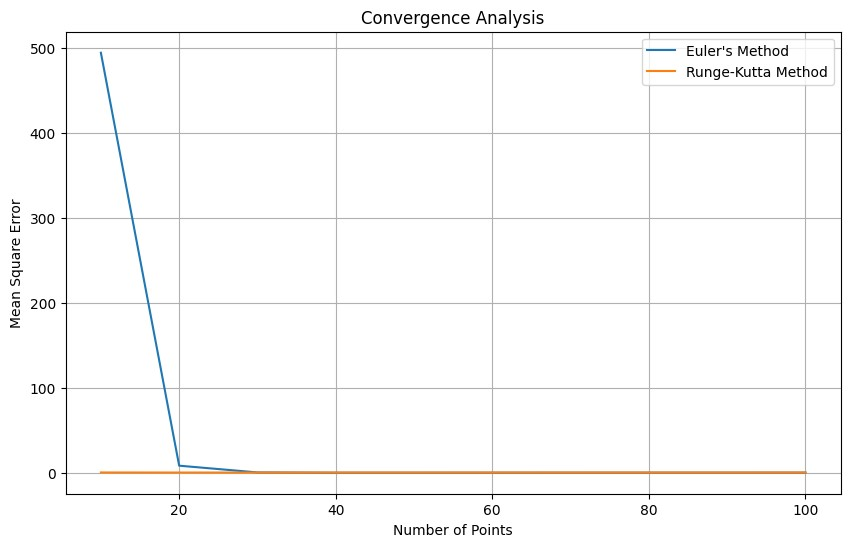 Convergence Analysis
Euler's Method
Runge-Kutta Method
500
400
300
200
100
0
Mean Square Error
20 40 60 80 100
Number of Points